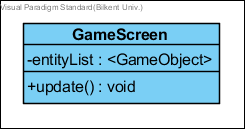 Visual Paradigm Standard(Bilkent Univ.)
GameScreen
-entityList : <GameObject>
+update() : void